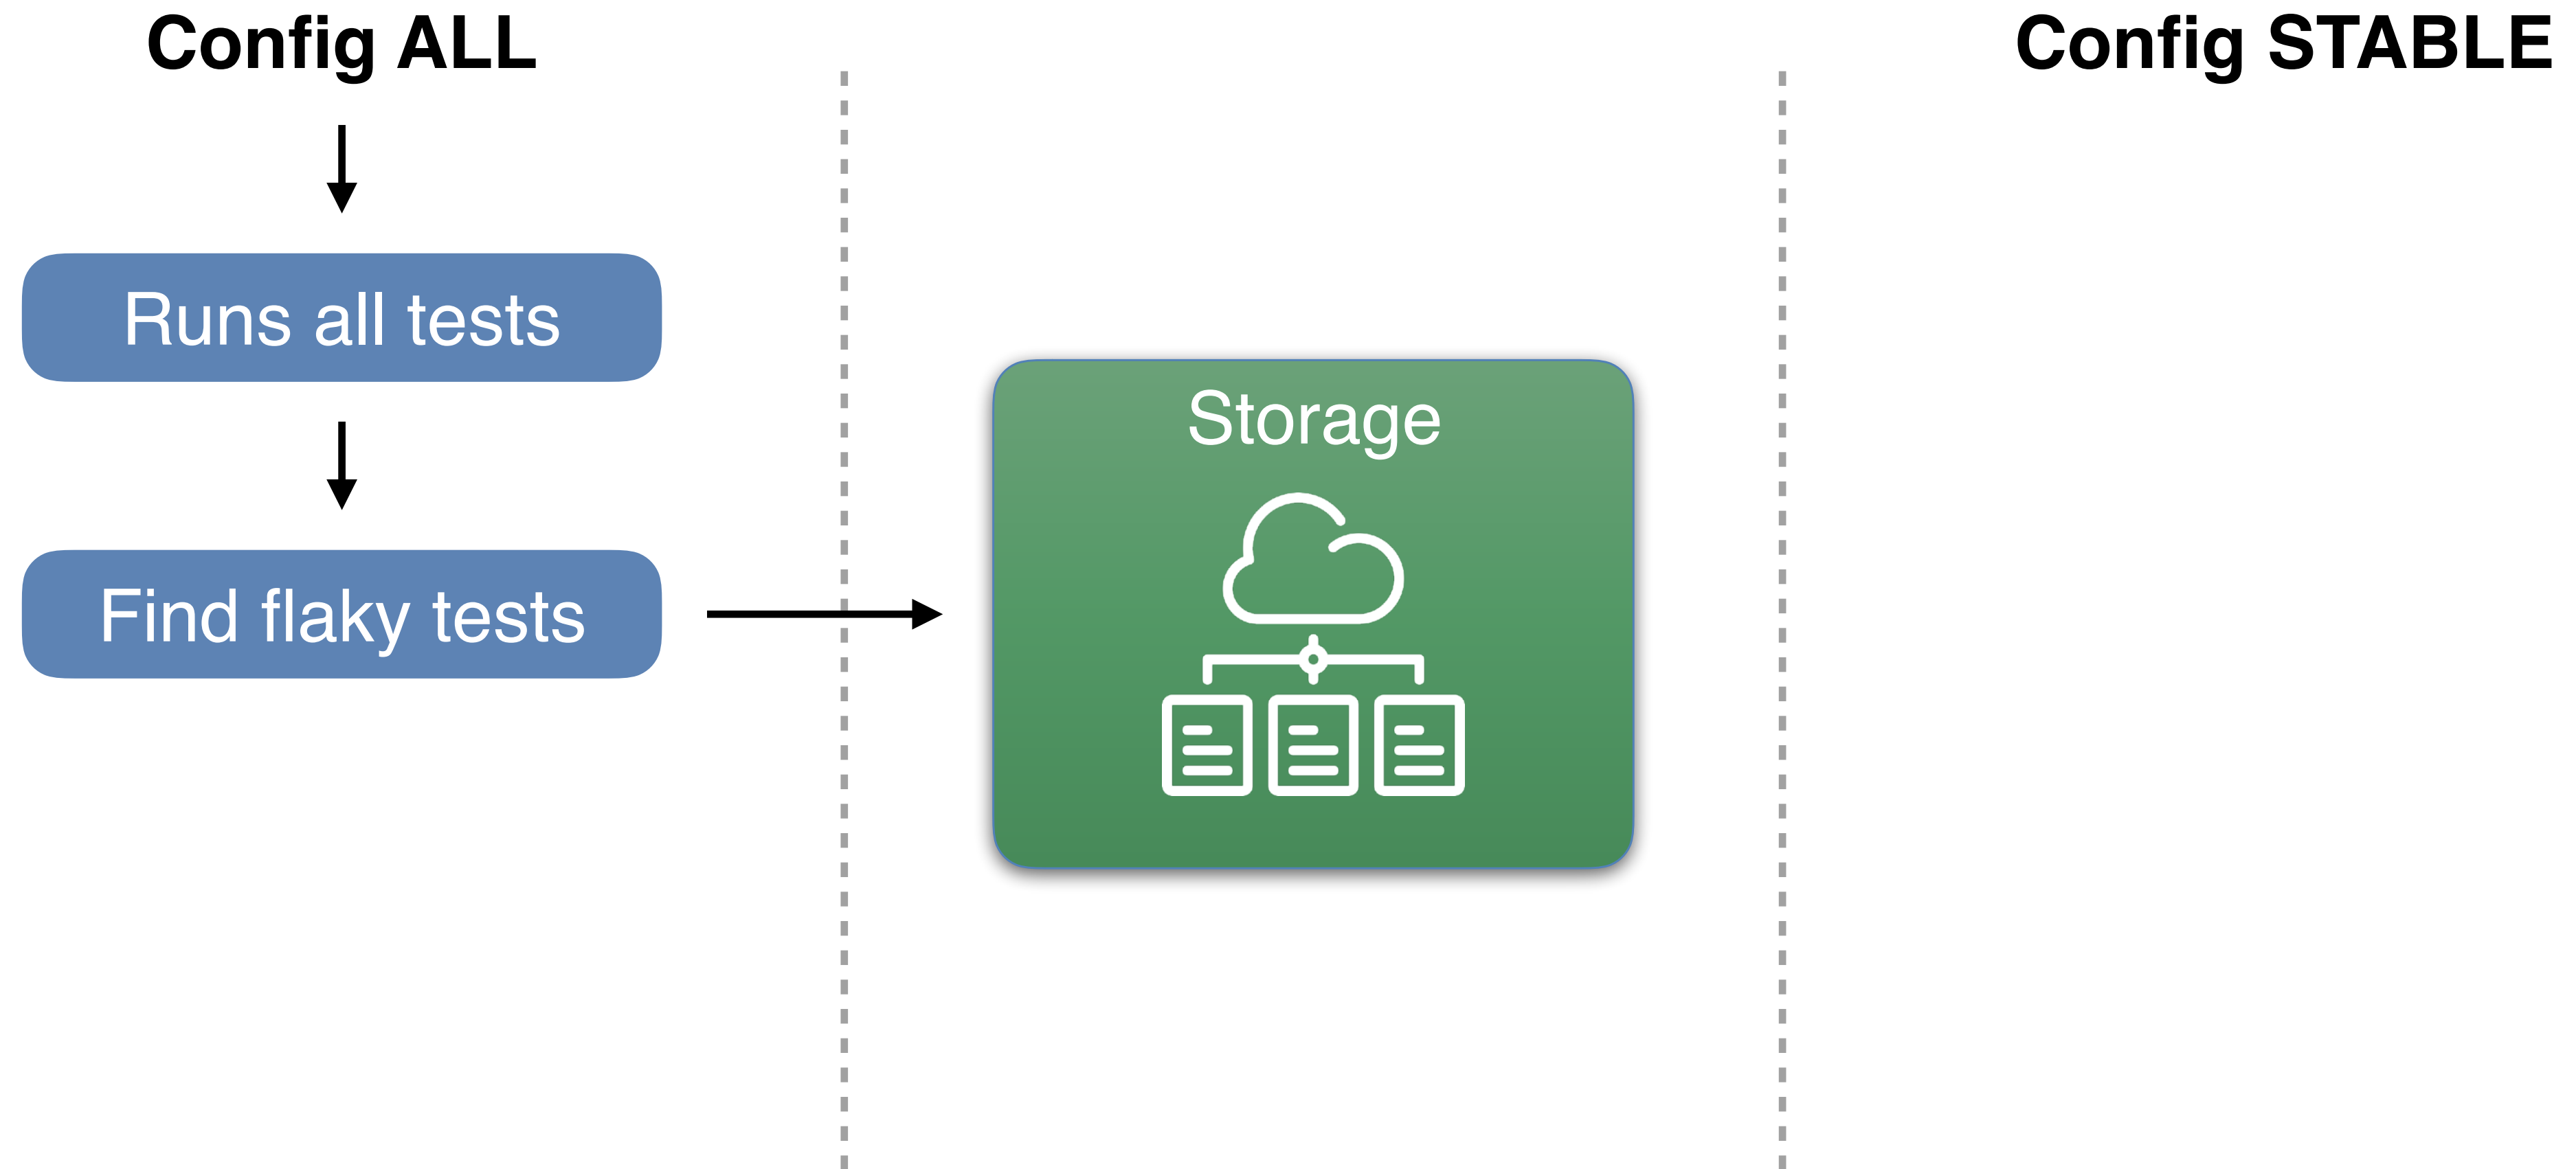 Config ALL
Config STABLE
Runs all tests
Storage
Find flaky tests